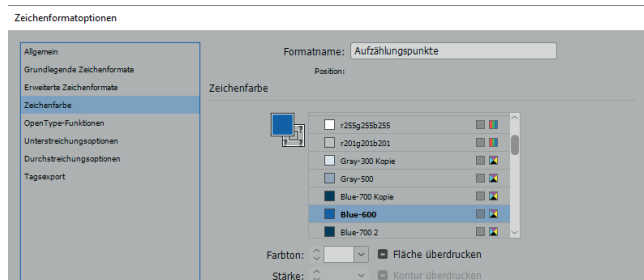 Zeichenformatoptionen
Allgemein
Grundlegende Zeichenformate
Erweiterte Zeichenformate
Zeichenfarbe
OpenType-Funktionen
Unterstreichungsoptionen
Durchstreichungsoptionen
Tagsexport
Formatname: Aufzählungspunkte
Position:
Zeichenfarbe
r255g255b255
r201g201b201
Gray-300 Kopie
Gray-500
Blue-700 Kopie
Blue-600
Blue-700 2
Farbton: Fläche überdrucken
Stärke: Kontur überdrucken